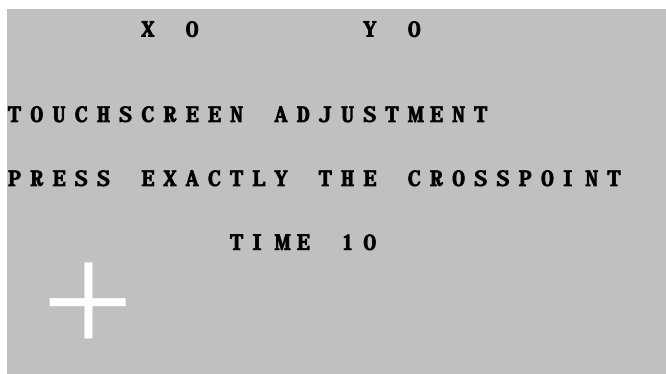 X 0 Y 0
TOUCHSCREEN ADJUSTMENT
PRESS EXACTLY THE CROSSPOINT
TIME 10